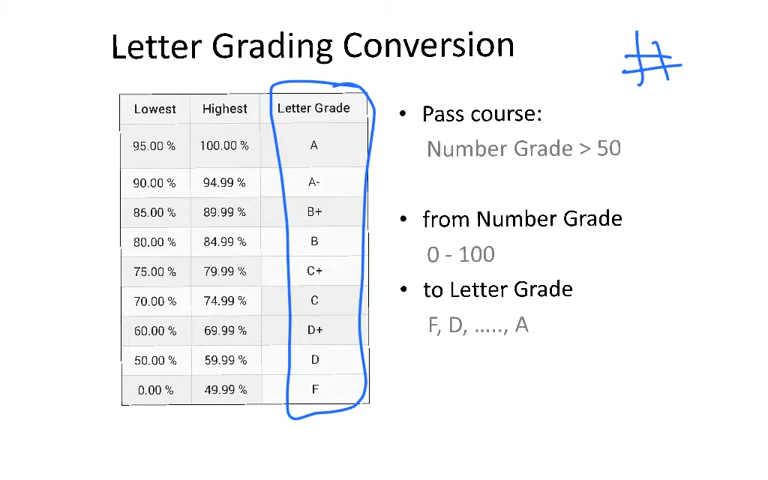 Letter Grading Conversion
#
Lowest Highest Letter Grade
95.00 % 100.00 % A
90.00 % 94.99 % A-
85.00 % 89.99 % B+
80.00 % 84.99 % B
75.00 % 79.99 % C+
70.00 % 74.99 % C
60.00 % 69.99 % D+
50.00 % 59.99 % D
0.00 % 49.99 % F
• Pass course:
Number Grade > 50
• from Number Grade
0 - 100
• to Letter Grade
F, D, ....., A